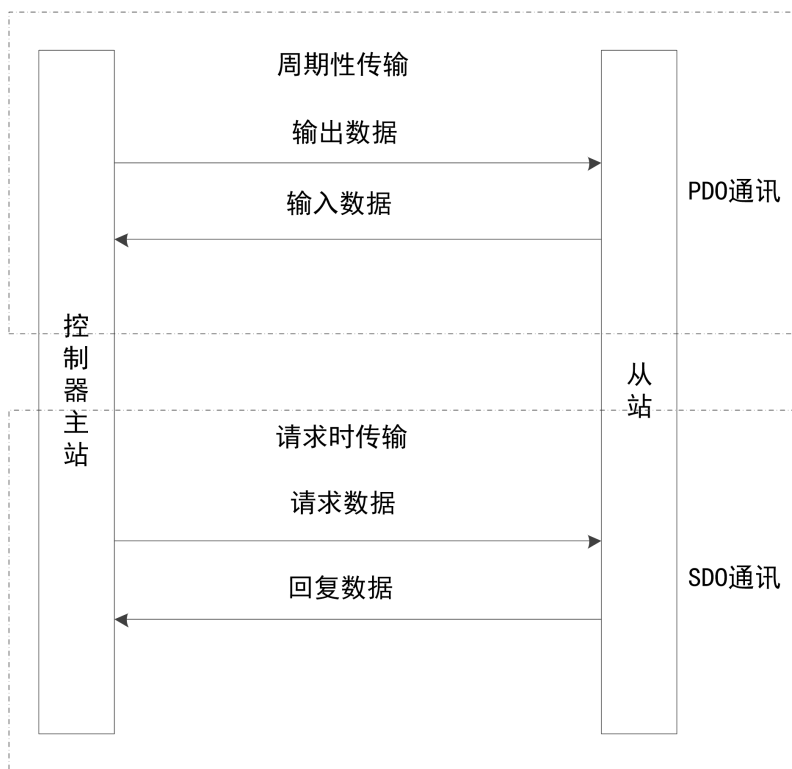 周期性传输
输出数据
输入数据
PDO通讯
控制器主站
从站
请求时传输
请求数据
回复数据
SDO通讯